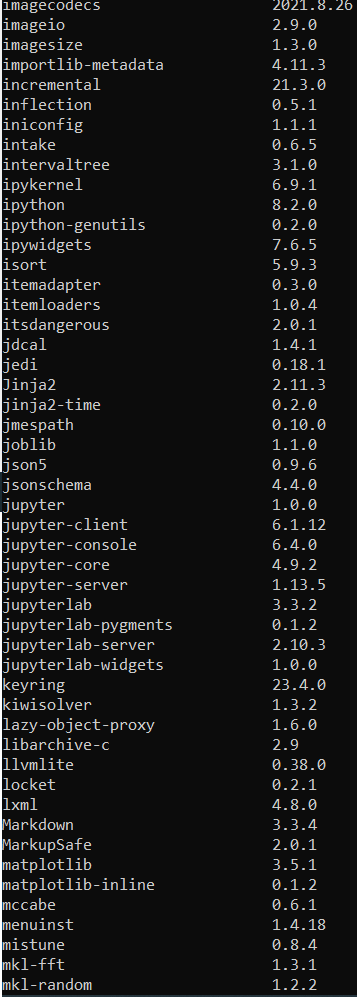 imagecodecs 2021.8.26
imageio 2.9.0
imagesize 1.3.0
importlib-metadata 4.11.3
incremental 21.3.0
inflection 0.5.1
iniconfig 1.1.1
intake 0.6.5
intervaltree 3.1.0
ipykernel 6.9.1
ipython 8.2.0
ipython-genutils 0.2.0
ipywidgets 7.6.5
isort 5.9.3
itemadapter 0.3.0
itemloaders 1.0.4
itsdangerous 2.0.1
jdcal 1.4.1
jedi 0.18.1
Jinja2 2.11.3
jinja2-time 0.2.0
jmespath 0.10.0
joblib 1.1.0
json5 0.9.6
jsonschema 4.4.0
jupyter 1.0.0
jupyter-client 6.1.12
jupyter-console 6.4.0
jupyter-core 4.9.2
jupyter-server 1.13.5
jupyterlab 3.3.2
jupyterlab-pygments 0.1.2
jupyterlab-server 2.10.3
jupyterlab-widgets 1.0.0
keyring 23.4.0
kiwisolver 1.3.2
lazy-object-proxy 1.6.0
libarchive-c 2.9
llvmlite 0.38.0
locket 0.2.1
lxml 4.8.0
Markdown 3.3.4
MarkupSafe 2.0.1
matplotlib 3.5.1
matplotlib-inline 0.1.2
mccabe 0.6.1
menuinst 1.4.18
mistune 0.8.4
mkl-fft 1.3.1
mkl-random 1.2.2